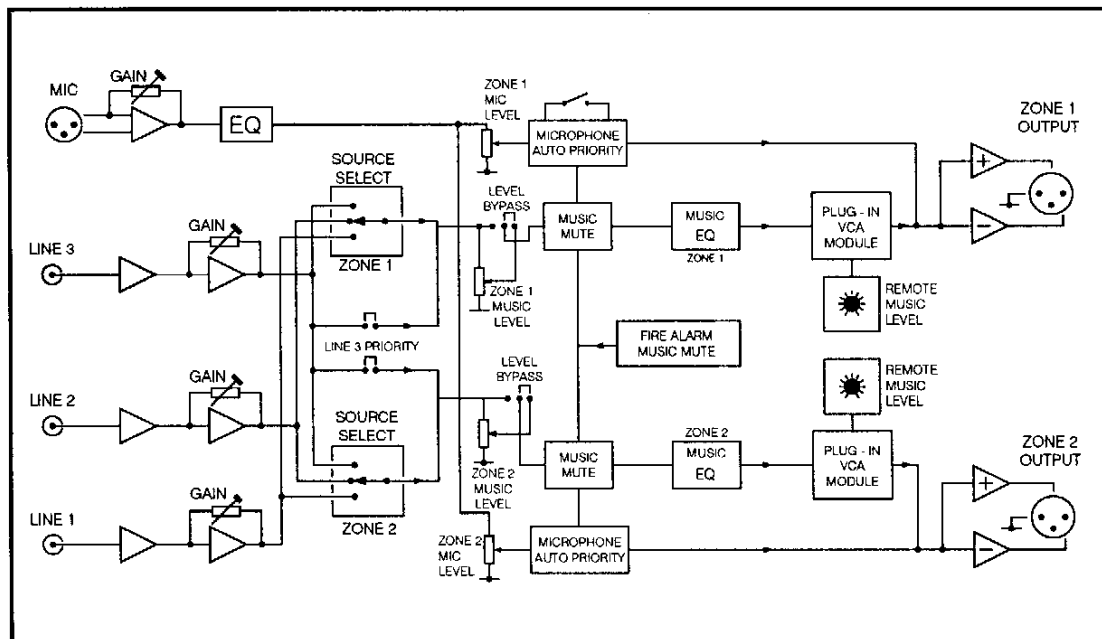 MIC
GAIN
EQ
ZONE 1
MIC
LEVEL
MICROPHONE
AUTO PRIORITY
ZONE 1
OUTPUT
SOURCE
SELECT
ZONE 1
LEVEL
BYPASS
MUSIC
MUTE
MUSIC
EQ
ZONE 1
PLUG - IN
VCA
MODULE
+
−
LINE 3
GAIN
ZONE 1
MUSIC
LEVEL
REMOTE
MUSIC
LEVEL
LINE 3 PRIORITY
FIRE ALARM
MUSIC MUTE
LINE 2
GAIN
SOURCE
SELECT
ZONE 2
LEVEL
BYPASS
REMOTE
MUSIC
LEVEL
MUSIC
MUTE
ZONE 2
MUSIC
EQ
PLUG - IN
VCA
MODULE
ZONE 2
OUTPUT
+
−
ZONE 2
MUSIC
LEVEL
LINE 1
GAIN
ZONE 2
MIC
LEVEL
MICROPHONE
AUTO PRIORITY